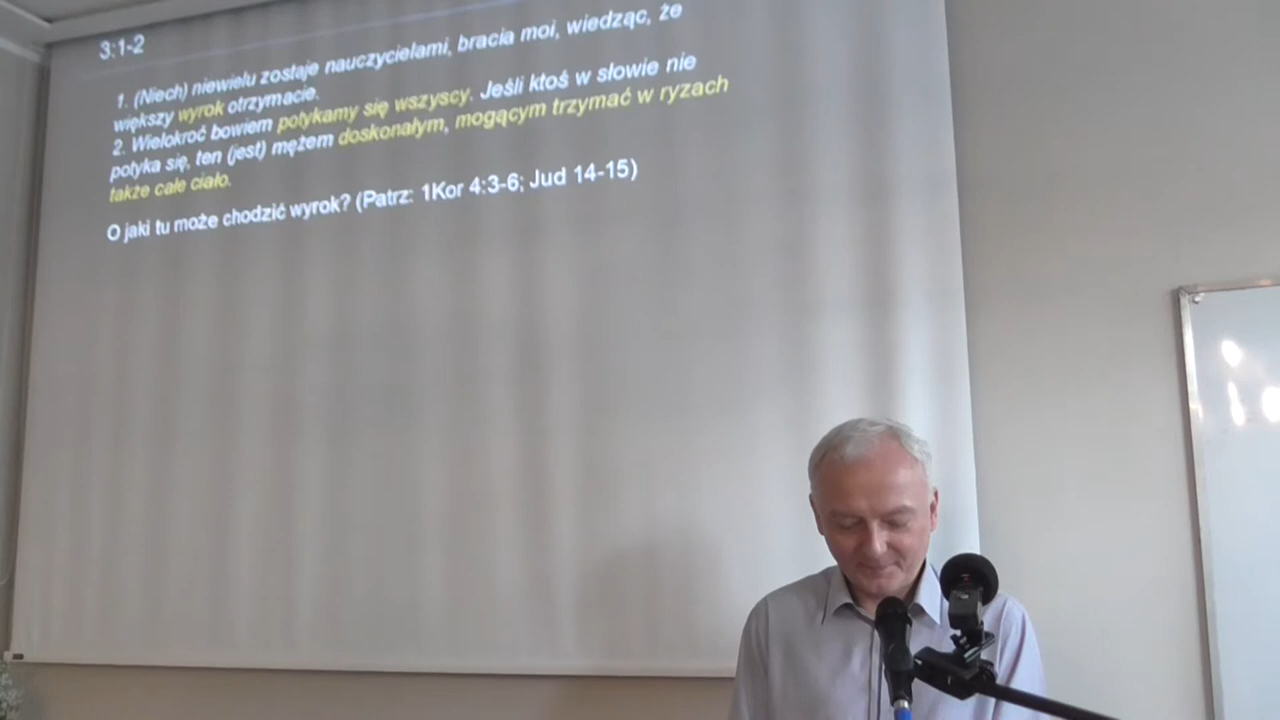 3:1-2
1. (Niech) niewielu zostaje nauczycielami, bracia moi, wiedząc, że
większy wyrok otrzymacie.
2. Wielokroć bowiem potykamy się wszyscy. Jeśli ktoś w słowie nie
potyka się, ten (jest) mężem doskonałym, mogącym trzymać w ryzach
także całe ciało.
O jaki tu może chodzić wyrok? (Patrz: 1Kor 4:3-6; Jud 14-15)